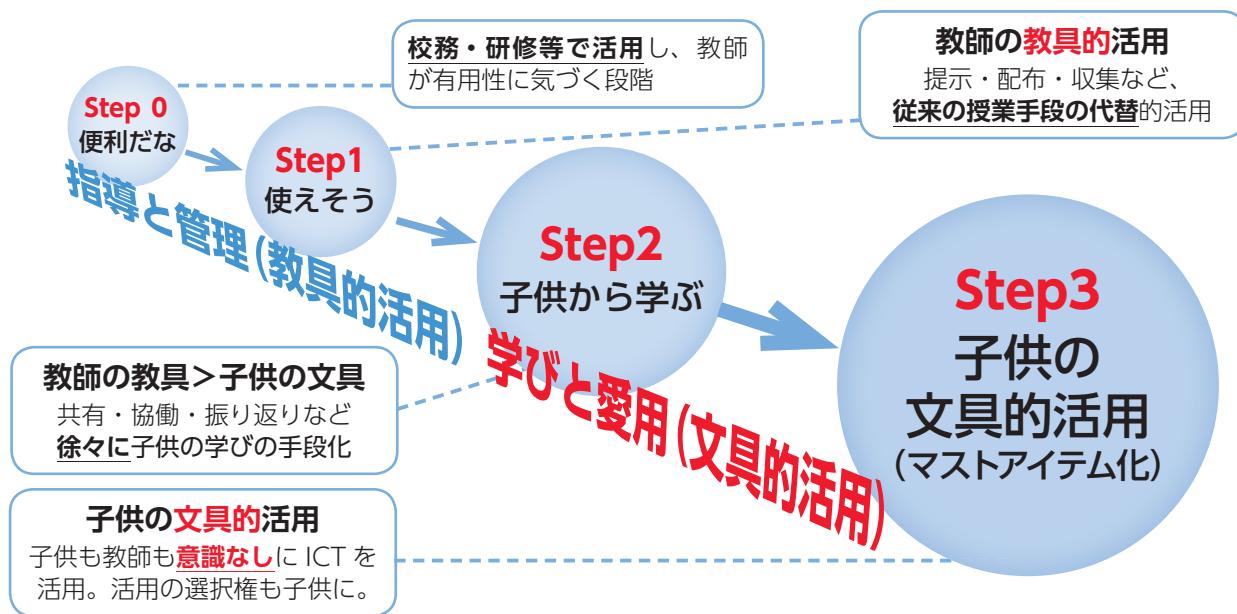 Step 0
便利だな
校務・研修等で活用し、教師
が有用性に気づく段階
Step1
使えそう
教師の教具的活用
提示・配布・収集など、
従来の授業手段の代替的活用
指導と管理(教具的活用)
Step2
子供から学ぶ
教師の教具＞子供の文具
共有・協働・振り返りなど
徐々に子供の学びの手段化
学びと愛用(文具的活用)
Step3
子供の
文具的活用
(マストアイテム化)
子供の文具的活用
子供も教師も意識なしに ICT を
活用。活用の選択権も子供に。